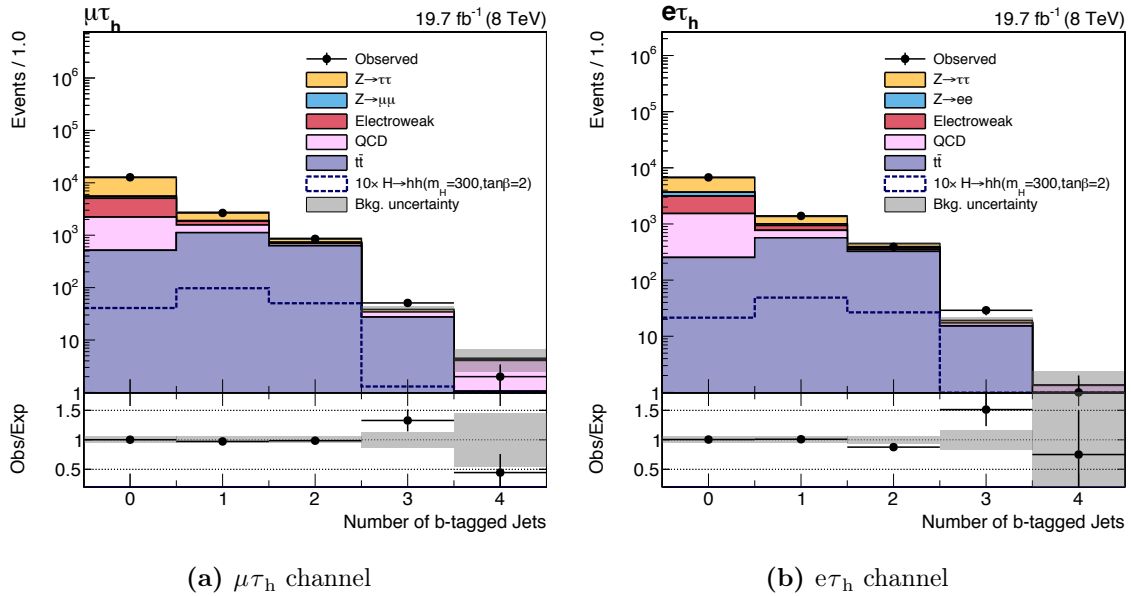 μτh 19.7 fb⁻¹ (8 TeV)
Events / 1.0
10⁶
10⁵
10⁴
10³
10²
10
1
Observed
Z→ττ
Z→μμ
Electroweak
QCD
tt̄
10× H→hh(mH=300,tanβ=2)
Bkg. uncertainty
Obs/Exp
1.5
1
0.5
0 1 2 3 4
Number of b-tagged Jets
(a) μτh channel
eτh 19.7 fb⁻¹ (8 TeV)
Events / 1.0
10⁶
10⁵
10⁴
10³
10²
10
1
Observed
Z→ττ
Z→ee
Electroweak
QCD
tt̄
10× H→hh(mH=300,tanβ=2)
Bkg. uncertainty
Obs/Exp
1.5
1
0.5
0 1 2 3 4
Number of b-tagged Jets
(b) eτh channel